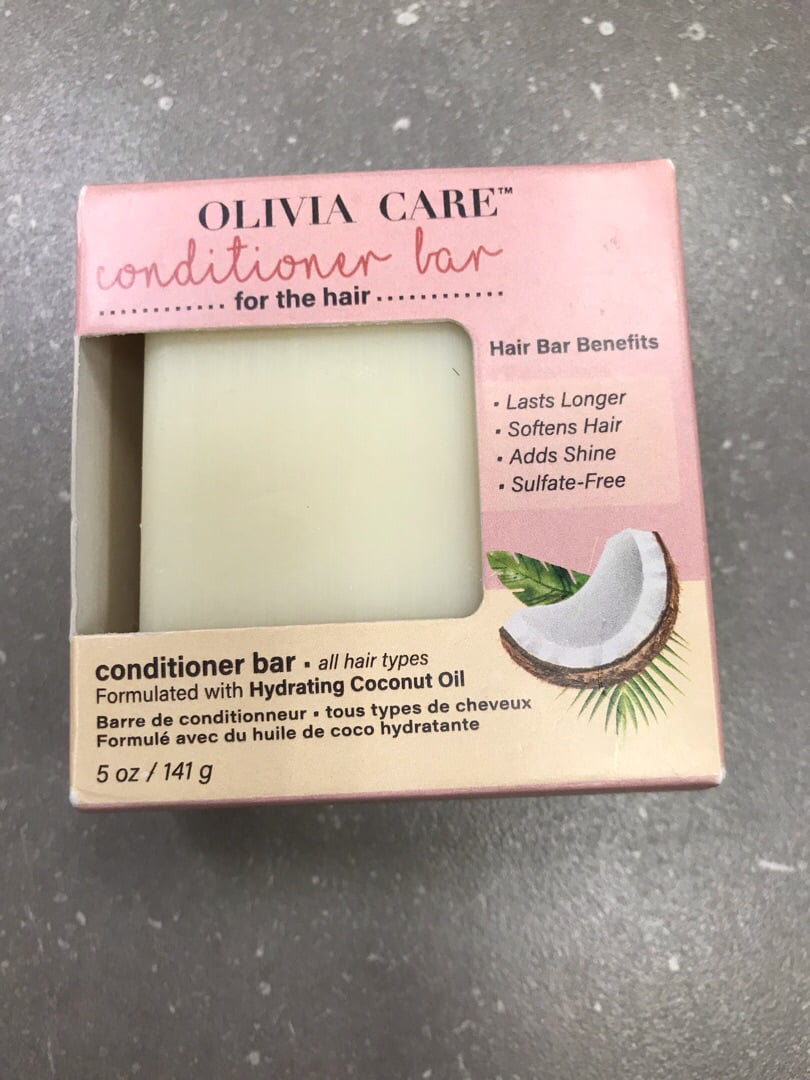 OLIVIA CARE™
conditioner bar
............ for the hair ............
Hair Bar Benefits
▪ Lasts Longer
▪ Softens Hair
▪ Adds Shine
▪ Sulfate-Free
conditioner bar ▪ all hair types
Formulated with Hydrating Coconut Oil
Barre de conditionneur ▪ tous types de cheveux
Formulé avec du huile de coco hydratante
5 oz / 141 g